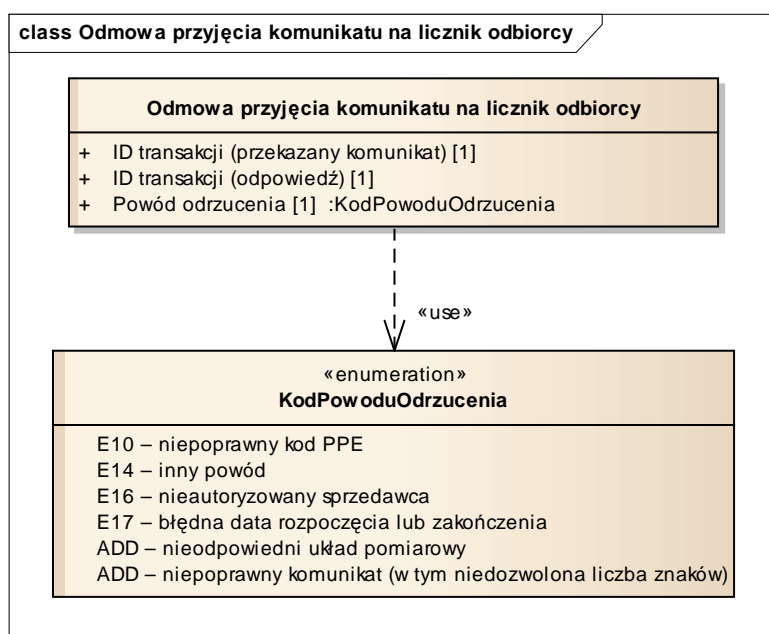 class Odmowa przyjęcia komunikatu na licznik odbiorcy
Odmowa przyjęcia komunikatu na licznik odbiorcy
+ ID transakcji (przekazany komunikat) [1]
+ ID transakcji (odpowiedź) [1]
+ Powód odrzucenia [1] :KodPowoduOdrzucenia
«use»
«enumeration»
KodPowoduOdrzucenia
E10 – niepoprawny kod PPE
E14 – inny powód
E16 – nieautoryzowany sprzedawca
E17 – błędna data rozpoczęcia lub zakończenia
ADD – nieodpowiedni układ pomiarowy
ADD – niepoprawny komunikat (w tym niedozwolona liczba znaków)